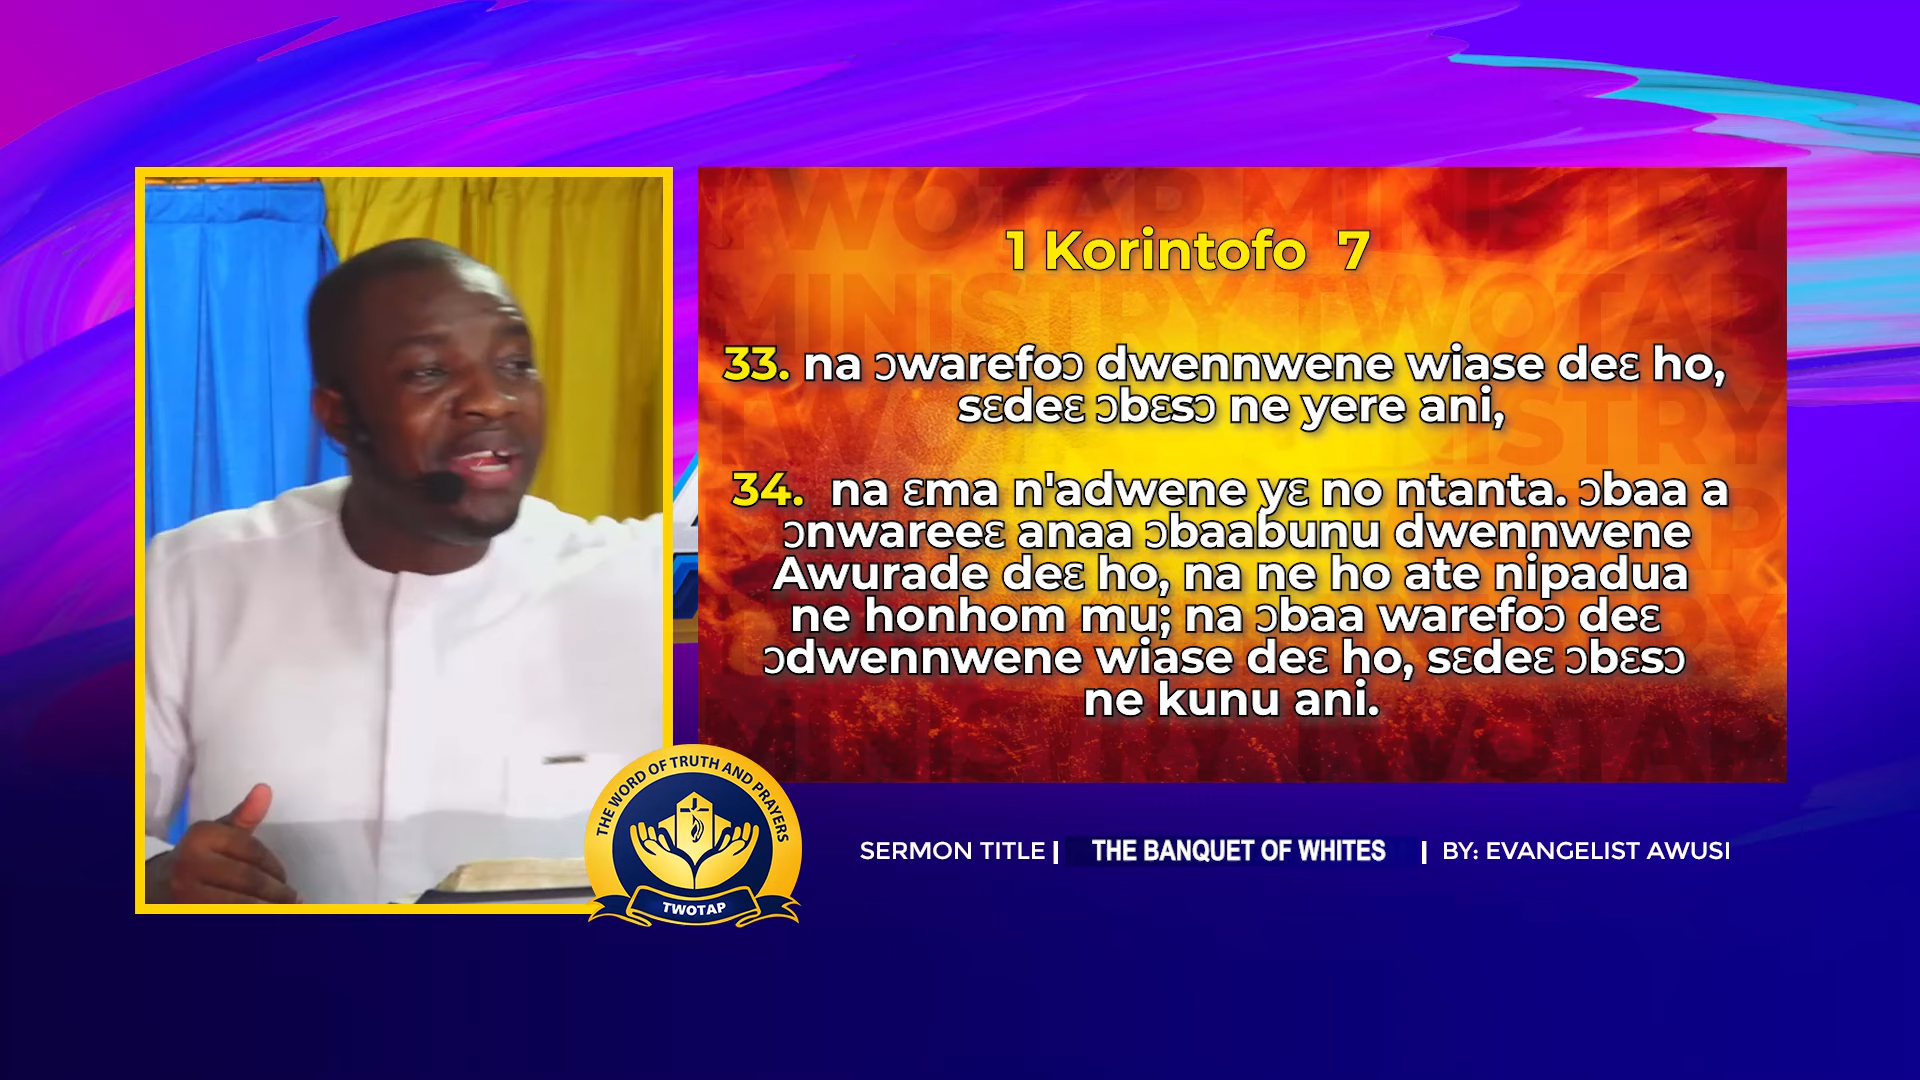 1 Korintofo 7
33. na ɔwarefoɔ dwennwene wiase deɛ ho,
sɛdeɛ ɔbɛsɔ ne yere ani,
34. na ɛma n'adwene yɛ no ntanta. ɔbaa a
ɔnwareeɛ anaa ɔbaabunu dwennwene
Awurade deɛ ho, na ne ho ate nipadua
ne honhom mu; na ɔbaa warefoɔ deɛ
ɔdwennwene wiase deɛ ho, sɛdeɛ ɔbɛsɔ
ne kunu ani.
THE WORD OF TRUTH AND PRAYERS
TWOTAP
SERMON TITLE | THE BANQUET OF WHITES | BY: EVANGELIST AWUSI